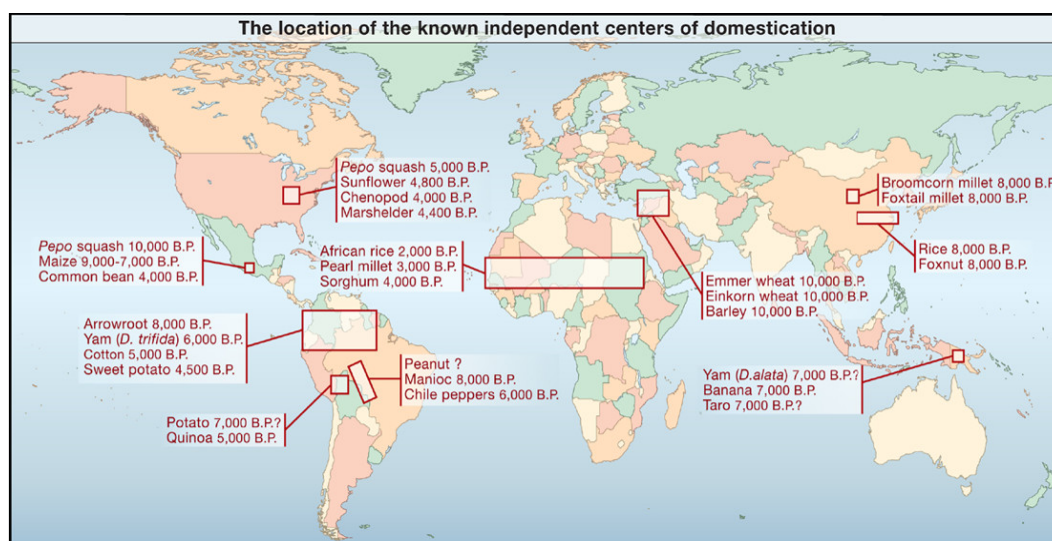 The location of the known independent centers of domestication
Pepo squash 5,000 B.P.
Sunflower 4,800 B.P.
Chenopod 4,000 B.P.
Marshelder 4,400 B.P.
Broomcorn millet 8,000 B.P.
Foxtail millet 8,000 B.P.
Pepo squash 10,000 B.P.
Maize 9,000-7,000 B.P.
Common bean 4,000 B.P.
African rice 2,000 B.P.
Pearl millet 3,000 B.P.
Sorghum 4,000 B.P.
Rice 8,000 B.P.
Foxnut 8,000 B.P.
Emmer wheat 10,000 B.P.
Einkorn wheat 10,000 B.P.
Barley 10,000 B.P.
Arrowroot 8,000 B.P.
Yam (D. trifida) 6,000 B.P.
Cotton 5,000 B.P.
Sweet potato 4,500 B.P.
Peanut ?
Manioc 8,000 B.P.
Chile peppers 6,000 B.P.
Yam (D.alata) 7,000 B.P.?
Banana 7,000 B.P.
Taro 7,000 B.P.?
Potato 7,000 B.P.?
Quinoa 5,000 B.P.